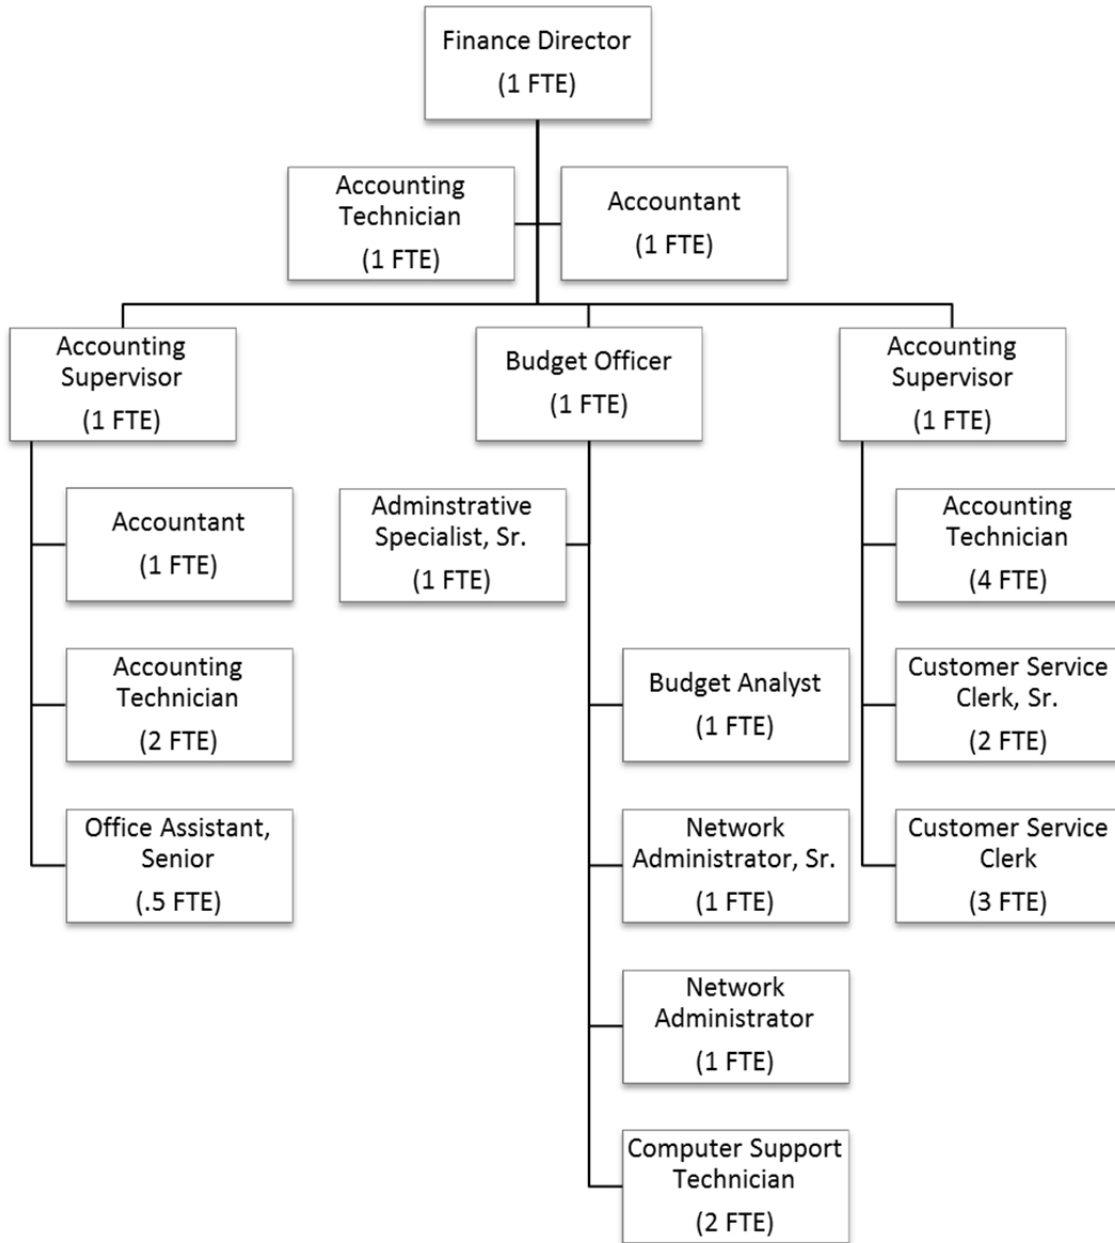 Finance Director
(1 FTE)
Accounting
Technician
(1 FTE)
Accountant
(1 FTE)
Accounting
Supervisor
(1 FTE)
Budget Officer
(1 FTE)
Accounting
Supervisor
(1 FTE)
Accountant
(1 FTE)
Adminstrative
Specialist, Sr.
(1 FTE)
Accounting
Technician
(4 FTE)
Accounting
Technician
(2 FTE)
Budget Analyst
(1 FTE)
Customer Service
Clerk, Sr.
(2 FTE)
Office Assistant,
Senior
(.5 FTE)
Network
Administrator, Sr.
(1 FTE)
Customer Service
Clerk
(3 FTE)
Network
Administrator
(1 FTE)
Computer Support
Technician
(2 FTE)